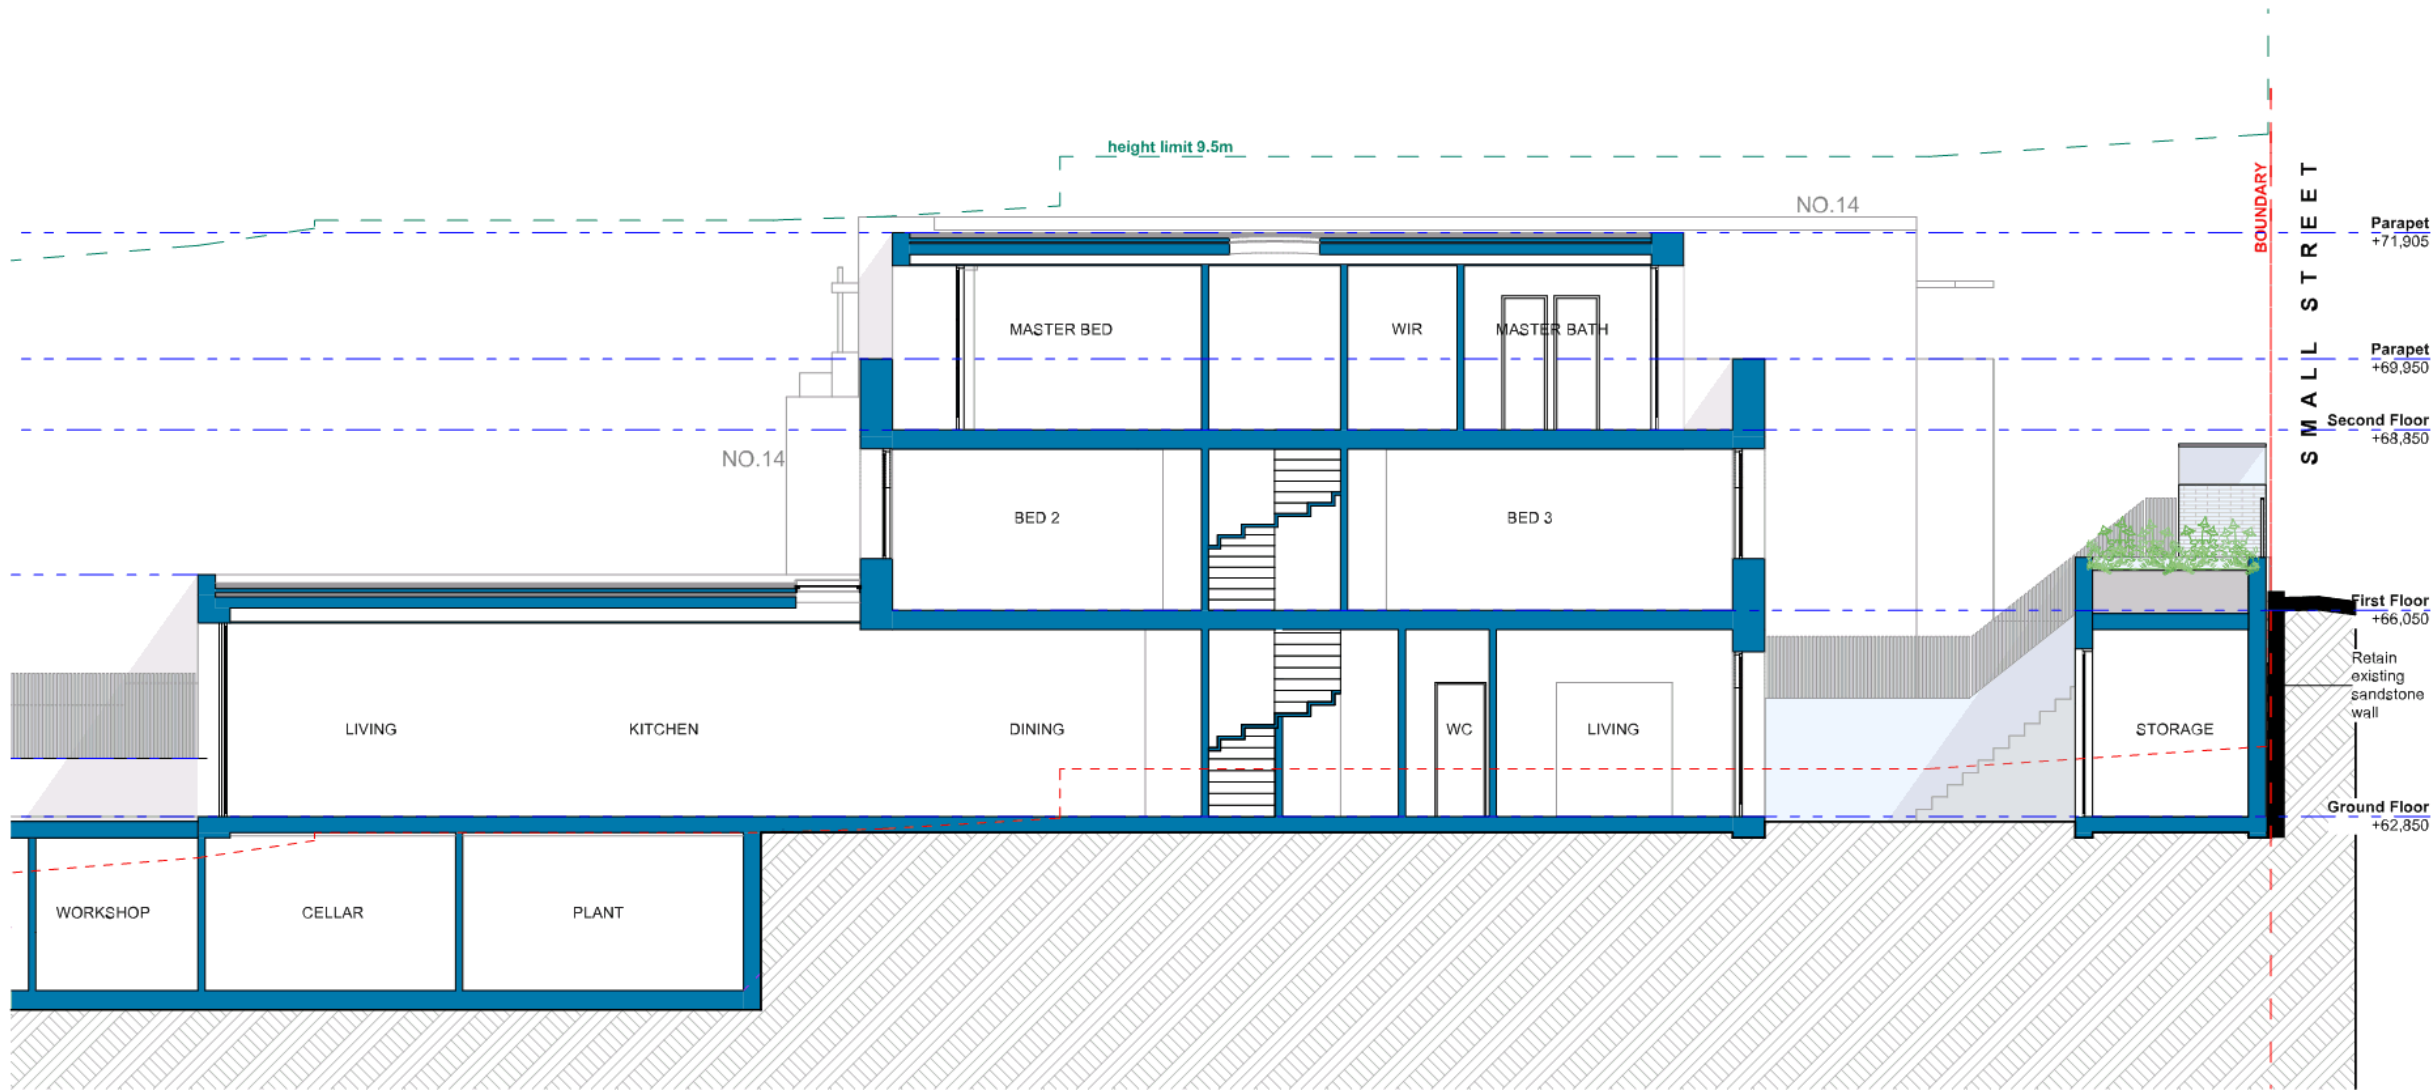 height limit 9.5m
BOUNDARY
SMALL STREET
NO.14
Parapet
+71,905
MASTER BED
WIR
MASTER BATH
Parapet
+69,950
Second Floor
+68,850
NO.14
BED 2
BED 3
First Floor
+66,050
Retain
existing
sandstone
wall
LIVING
KITCHEN
DINING
WC
LIVING
STORAGE
Ground Floor
+62,850
WORKSHOP
CELLAR
PLANT